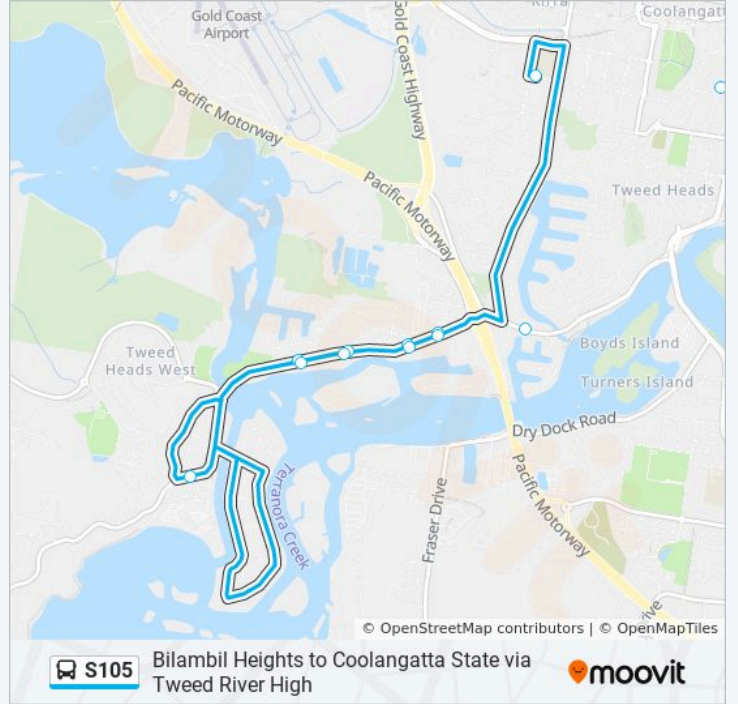 Kirra
Coolangatt
Gold Coast
Airport
Gold Coast Highway
Pacific Motorway
Pacific Motorway
Tweed Heads
Tweed
Heads West
Boyds Island
Turners Island
Dry Dock Road
Terranora Creek
Fraser Drive
Pacific Motorway
rive
© OpenStreetMap contributors | © OpenMapTiles
S105
Bilambil Heights to Coolangatta State via
Tweed River High
moovit